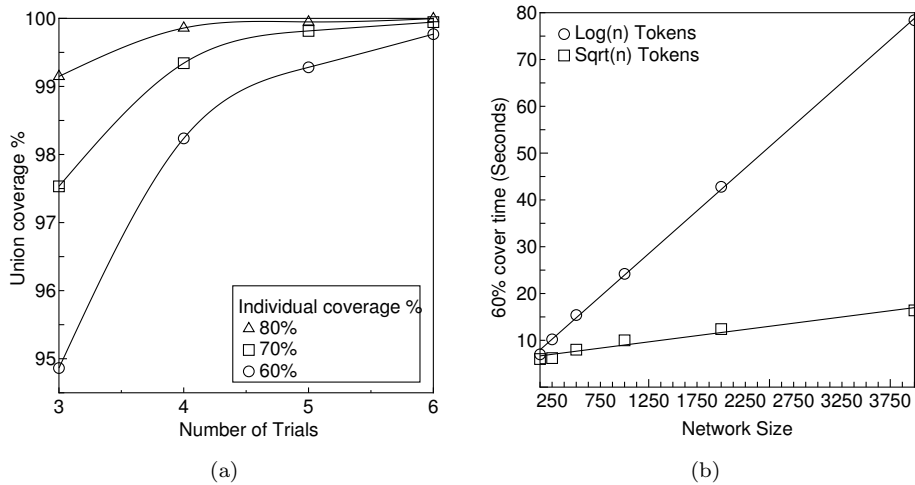 100
99
98
97
96
95
Union coverage %
Individual coverage %
80%
70%
60%
3 4 5 6
Number of Trials
(a)
80
70
60
50
40
30
20
10
60% cover time (Seconds)
Log(n) Tokens
Sqrt(n) Tokens
250 750 1250 1750 2250 2750 3250 3750
Network Size
(b)